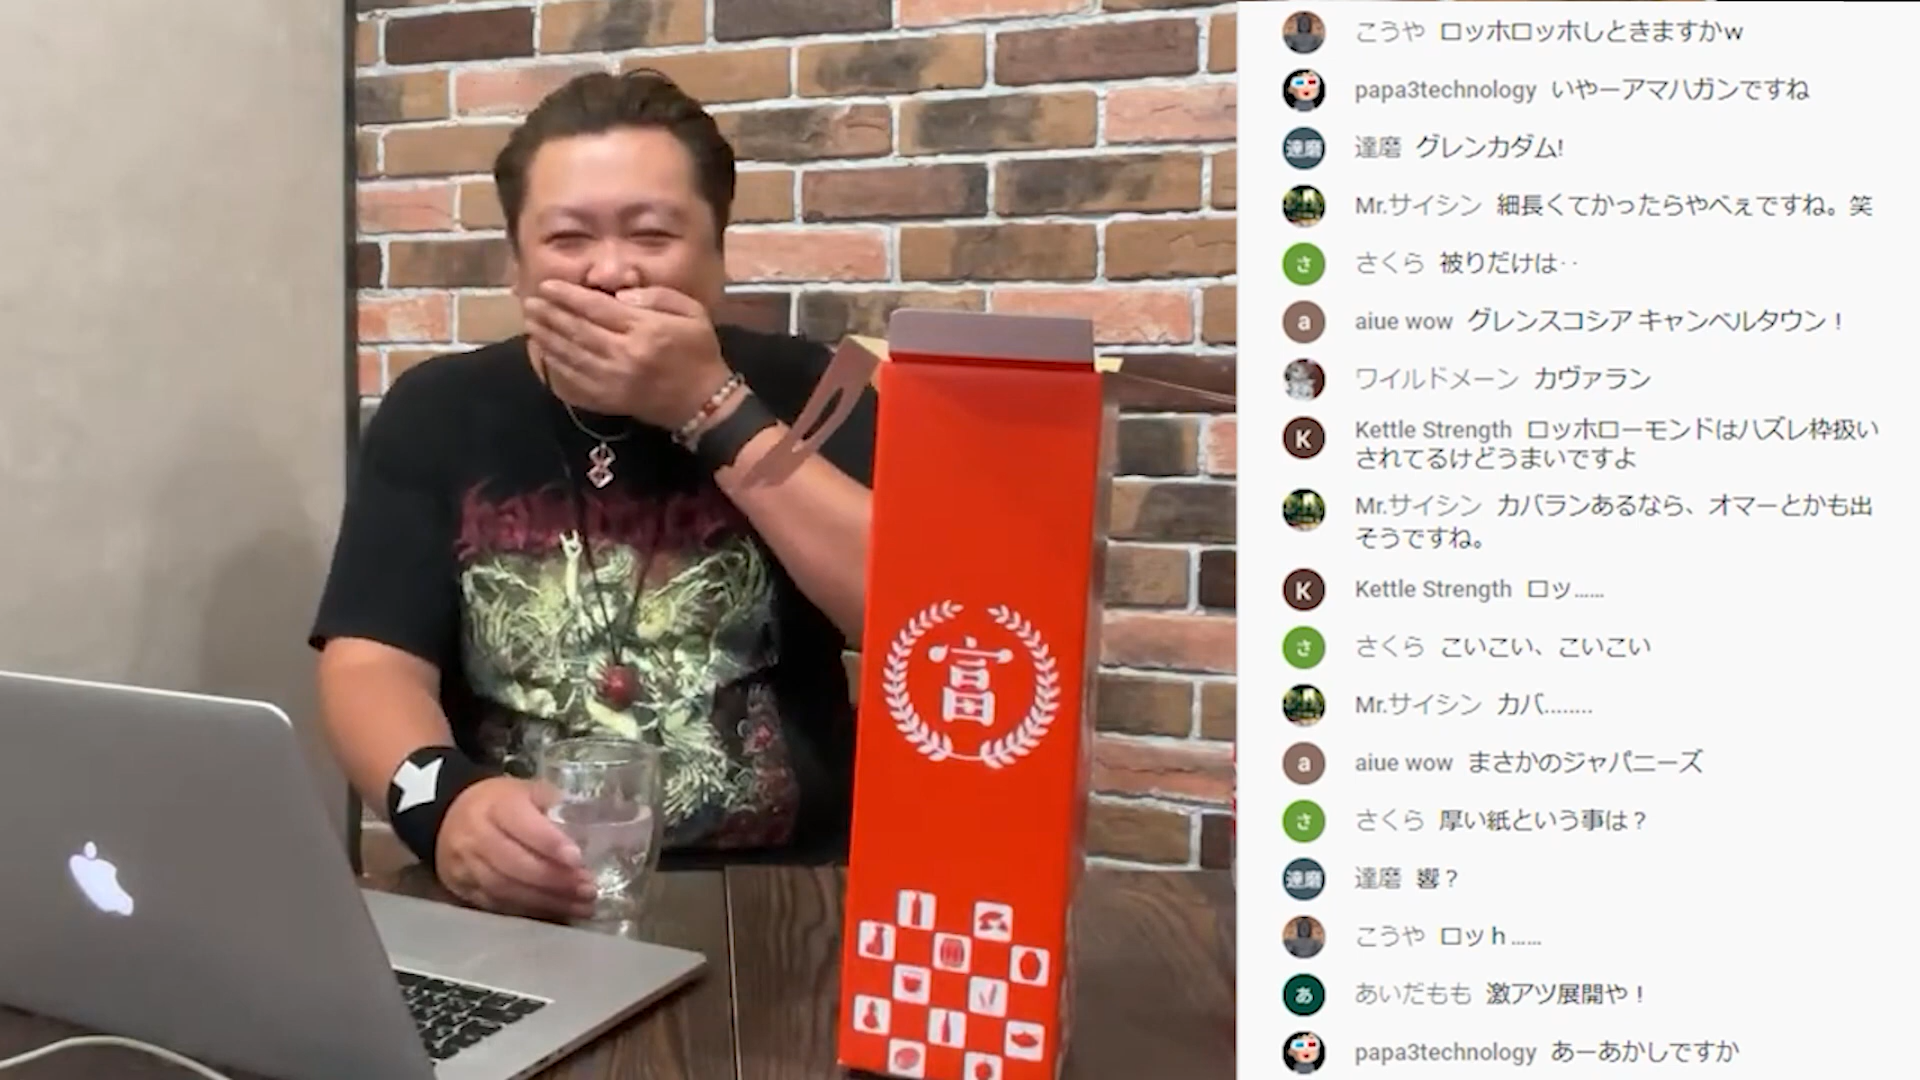 富
こうや ロッホロッホしときますかw
papa3technology いやーアマハガンですね
達磨 達磨 グレンカダム!
Mr.サイシン 細長くてかったらやべぇですね。笑
さ さくら 被りだけは‥
a aiue wow グレンスコシア キャンベルタウン！
ワイルドメーン カヴァラン
K Kettle Strength ロッホローモンドはハズレ枠扱い
されてるけどうまいですよ
Mr.サイシン カバランあるなら、オマーとかも出
そうですね。
K Kettle Strength ロッ……
さ さくら こいこい、こいこい
Mr.サイシン カバ........
a aiue wow まさかのジャパニーズ
さ さくら 厚い紙という事は？
達磨 達磨 響？
こうや ロッｈ……
あ あいだもも 激アツ展開や！
papa3technology あーあかしですか